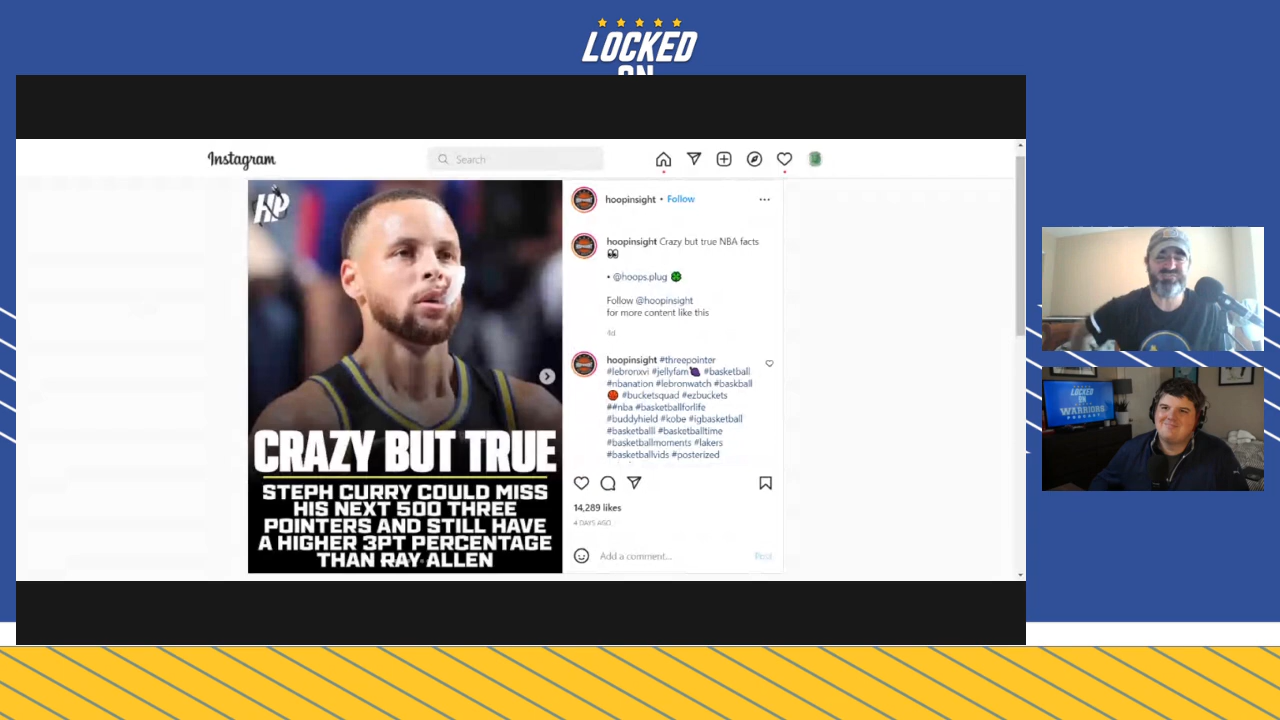 LOCKED
ON
Instagram
Search
HP
CRAZY BUT TRUE
STEPH CURRY COULD MISS
HIS NEXT 500 THREE
POINTERS AND STILL HAVE
A HIGHER 3PT PERCENTAGE
THAN RAY ALLEN
hoopinsight • Follow
hoopinsight Crazy but true NBA facts
👀
• @hoops.plug 🍀
Follow @hoopinsight
for more content like this
4d
hoopinsight #threepointer
#lebronxvi #jellyfam🍇 #basketball
#nbanation #lebronwatch #baskball
🏀 #bucketsquad #ezbuckets
##nba #basketballforlife
#buddyhield #kobe #igbasketball
#basketballl #basketballtime
#basketballmoments #lakers
#basketballvids #posterized
14,289 likes
4 DAYS AGO
Add a comment...
Post
LOCKED
ON
WARRIORS